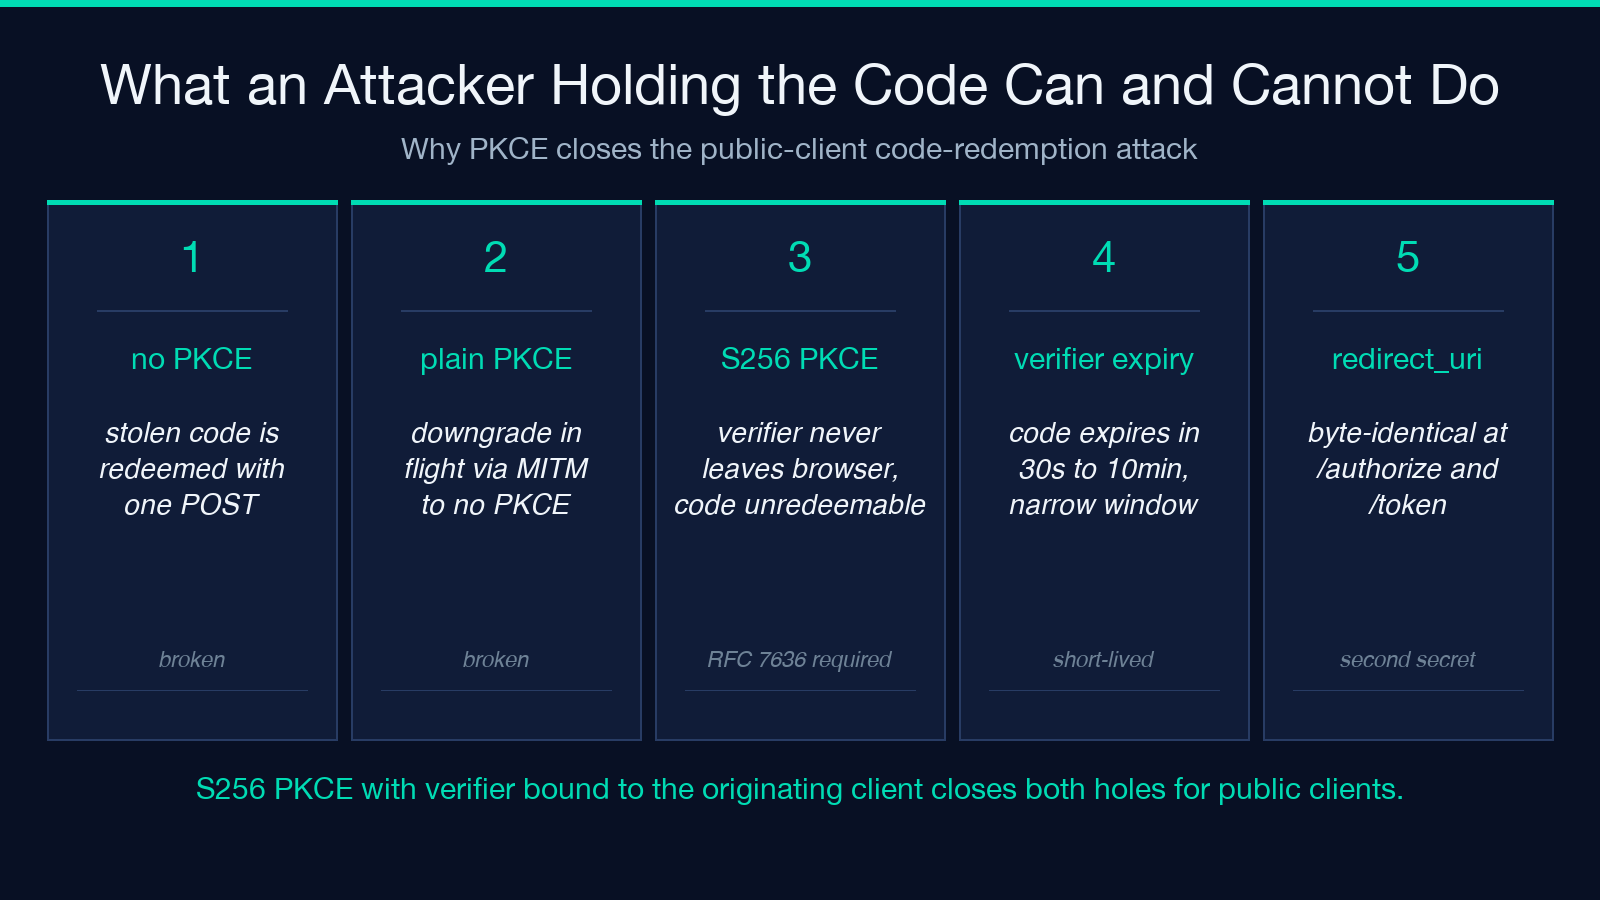 What an Attacker Holding the Code Can and Cannot Do
Why PKCE closes the public-client code-redemption attack
1
no PKCE
stolen code is
redeemed with
one POST
broken
2
plain PKCE
downgrade in
flight via MITM
to no PKCE
broken
3
S256 PKCE
verifier never
leaves browser,
code unredeemable
RFC 7636 required
4
verifier expiry
code expires in
30s to 10min,
narrow window
short-lived
5
redirect_uri
byte-identical at
/authorize and
/token
second secret
S256 PKCE with verifier bound to the originating client closes both holes for public clients.